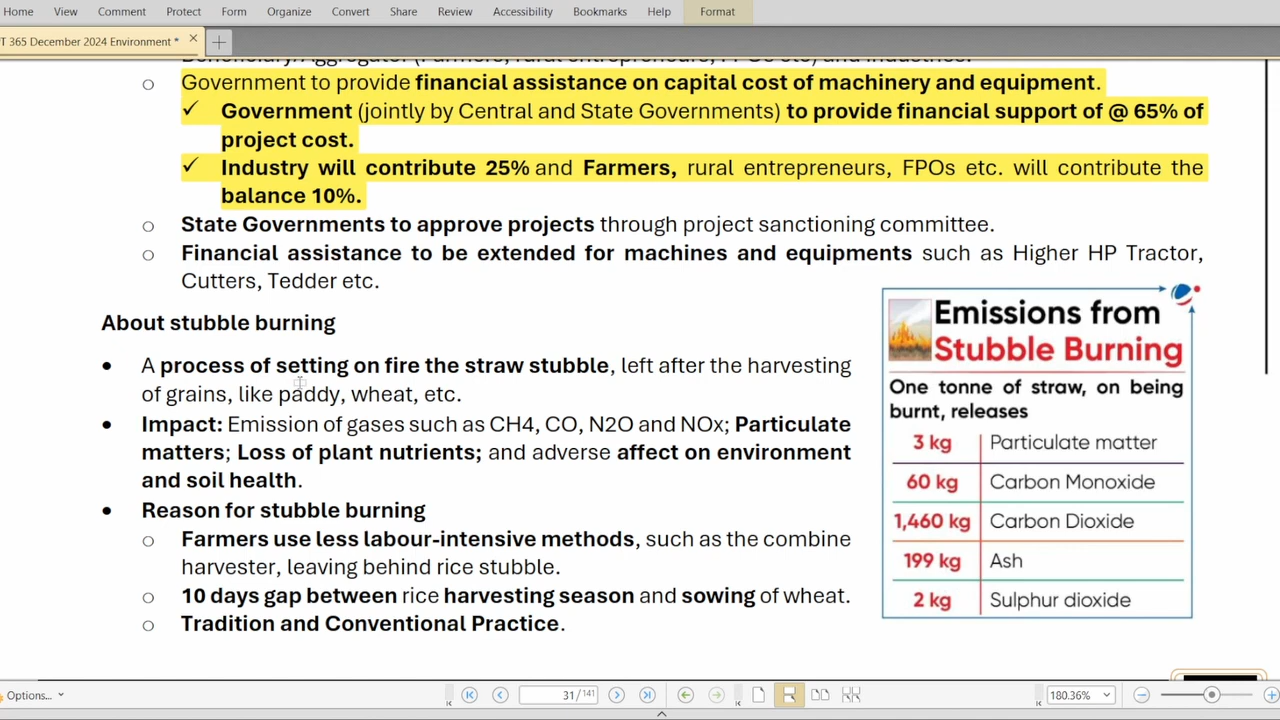 Home View Comment Protect Form Organize Convert Share Review Accessibility Bookmarks Help Format
T 365 December 2024 Environment *
Beneficiary/Aggregator (Farmers, rural entrepreneurs, FPOs etc) and industries.
Government to provide financial assistance on capital cost of machinery and equipment.
Government (jointly by Central and State Governments) to provide financial support of @ 65% of
project cost.
Industry will contribute 25% and Farmers, rural entrepreneurs, FPOs etc. will contribute the
balance 10%.
State Governments to approve projects through project sanctioning committee.
Financial assistance to be extended for machines and equipments such as Higher HP Tractor,
Cutters, Tedder etc.
About stubble burning
A process of setting on fire the straw stubble, left after the harvesting
of grains, like paddy, wheat, etc.
Impact: Emission of gases such as CH4, CO, N2O and NOx; Particulate
matters; Loss of plant nutrients; and adverse affect on environment
and soil health.
Reason for stubble burning
Farmers use less labour-intensive methods, such as the combine
harvester, leaving behind rice stubble.
10 days gap between rice harvesting season and sowing of wheat.
Tradition and Conventional Practice.
Emissions from
Stubble Burning
One tonne of straw, on being
burnt, releases
3 kg Particulate matter
60 kg Carbon Monoxide
1,460 kg Carbon Dioxide
199 kg Ash
2 kg Sulphur dioxide
Options...
31 / 141
180.36%